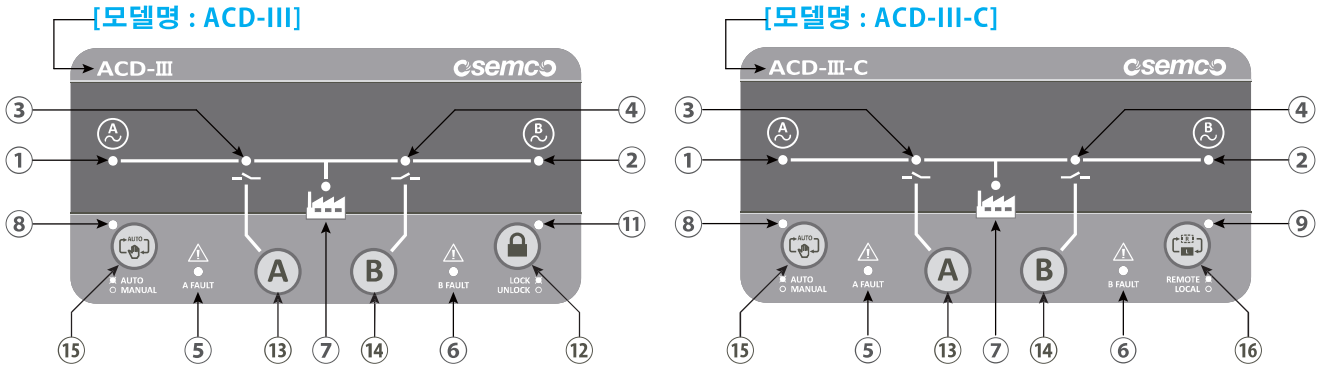 [모델명 : ACD-III]
ACD-Ⅲ
semco
③
④
A
B
①
②
⑧
⑪
AUTO
A
B
AUTO
MANUAL
A FAULT
B FAULT
LOCK
UNLOCK
⑮
⑤
⑬
⑦
⑭
⑥
⑫
[모델명 : ACD-III-C]
ACD-Ⅲ-C
semco
③
④
A
B
①
②
⑧
⑨
AUTO
R
L
A
B
AUTO
MANUAL
A FAULT
B FAULT
REMOTE
LOCAL
⑮
⑤
⑬
⑦
⑭
⑥
⑯